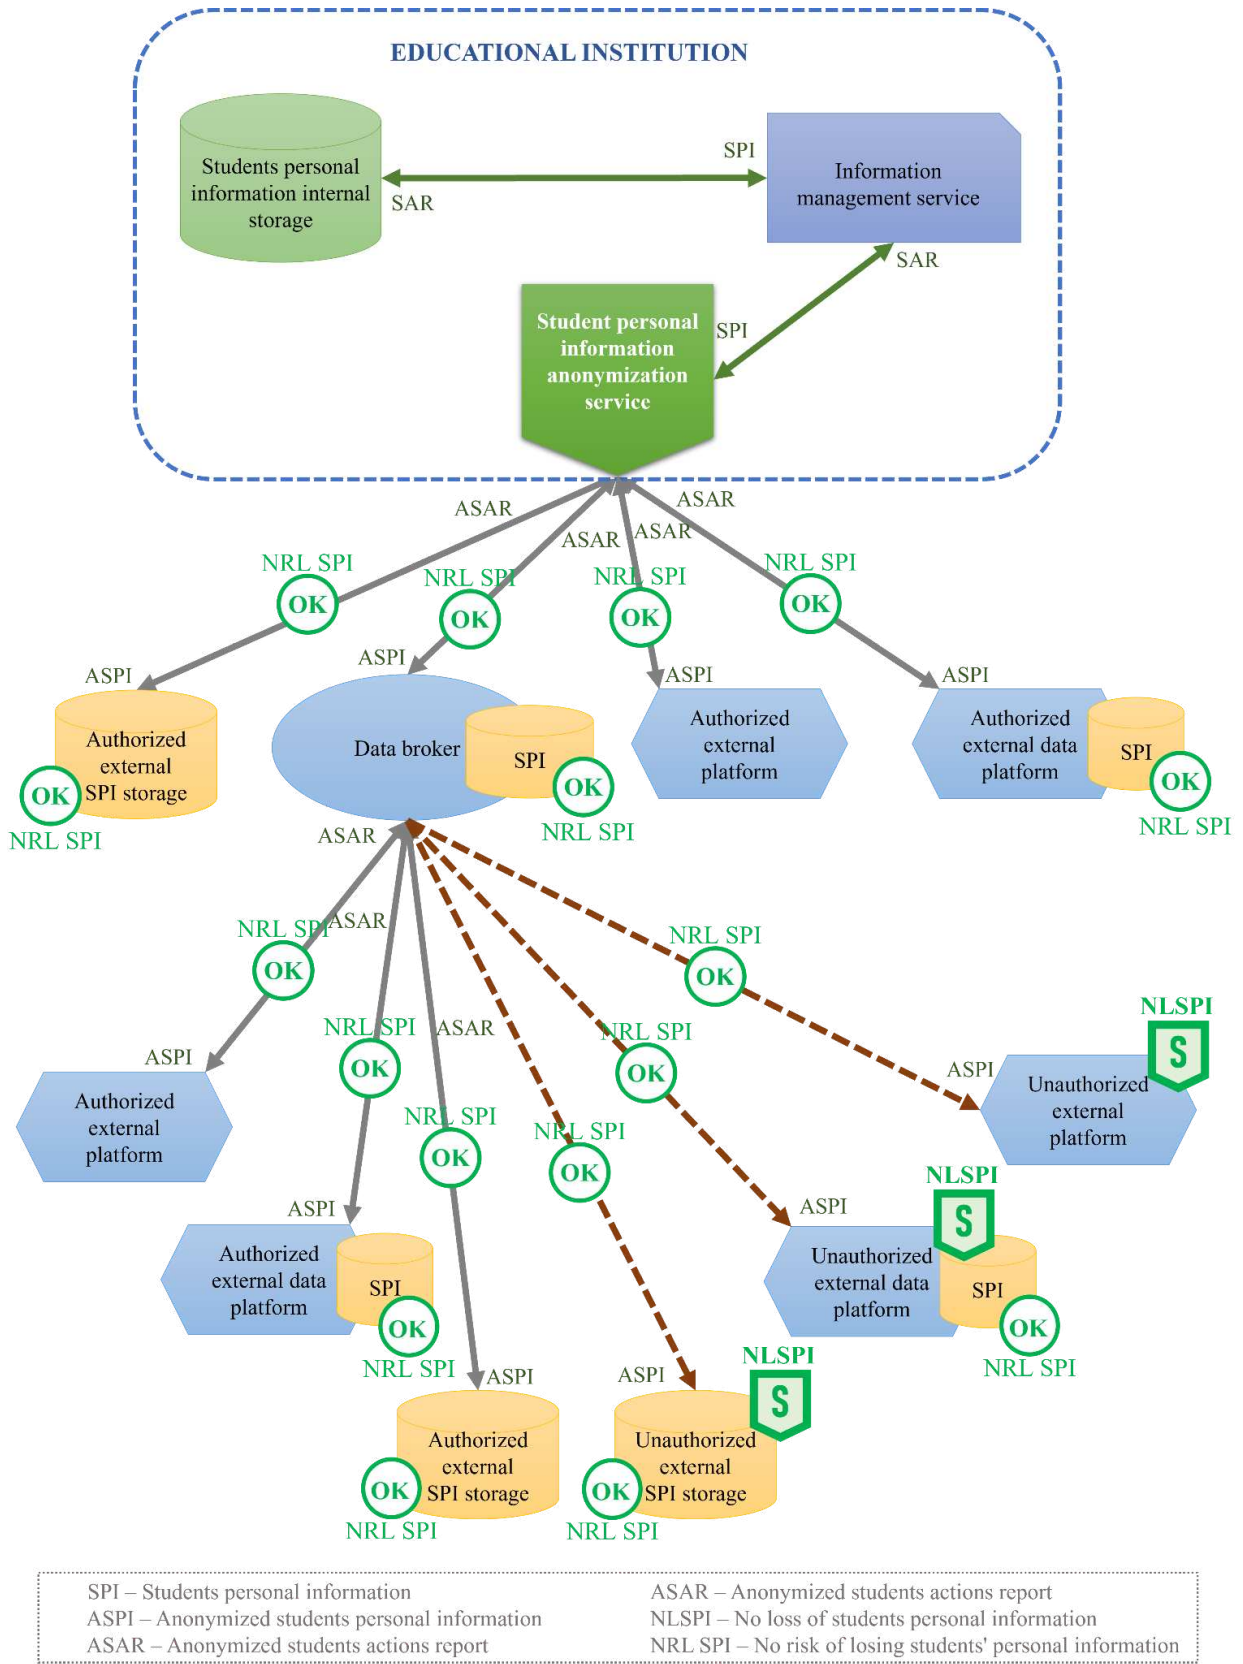 EDUCATIONAL INSTITUTION
Students personal
information internal
storage
SPI
SAR
Information
management service
SAR
SPI
Student personal
information
anonymization
service
ASAR
ASAR
ASAR
ASAR
NRL SPI
OK
NRL SPI
OK
NRL SPI
OK
NRL SPI
OK
ASPI
ASPI
ASPI
ASPI
Authorized
external
SPI storage
OK
NRL SPI
Data broker
SPI
OK
NRL SPI
Authorized
external
platform
Authorized
external data
platform
SPI
OK
NRL SPI
ASAR
ASAR
ASAR
NRL SPI
OK
NRL SPI
OK
NRL SPI
OK
NRL SPI
OK
NRL SPI
OK
NRL SPI
OK
ASPI
Authorized
external
platform
ASPI
NLSPI
S
Unauthorized
external
platform
ASPI
Authorized
external data
platform
SPI
OK
NRL SPI
ASPI
NLSPI
S
Unauthorized
external data
platform
SPI
OK
NRL SPI
ASPI
Authorized
external
SPI storage
OK
NRL SPI
ASPI
NLSPI
S
Unauthorized
external
SPI storage
OK
NRL SPI
SPI – Students personal information
ASPI – Anonymized students personal information
ASAR – Anonymized students actions report
ASAR – Anonymized students actions report
NLSPI – No loss of students personal information
NRL SPI – No risk of losing students' personal information